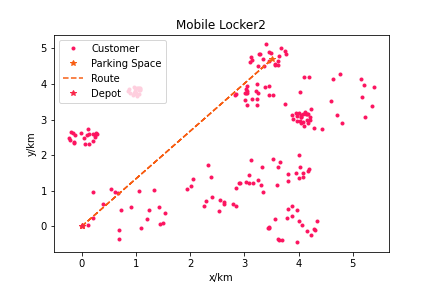 Mobile Locker2
Customer
Parking Space
Route
Depot
5
4
3
2
1
0
y/km
0
1
2
3
4
5
x/km